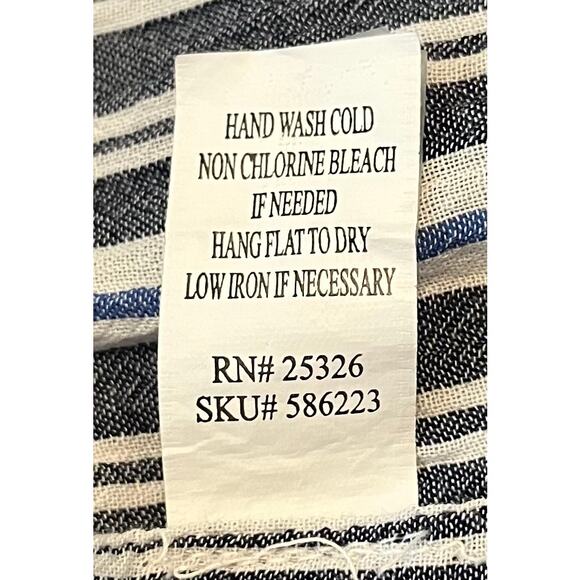 HAND WASH COLD
NON CHLORINE BLEACH
IF NEEDED
HANG FLAT TO DRY
LOW IRON IF NECESSARY
RN# 25326
SKU# 586223